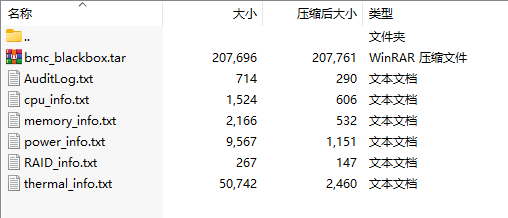 名称 大小 压缩后大小 类型
.. 文件夹
bmc_blackbox.tar 207,696 207,761 WinRAR 压缩文件
AuditLog.txt 714 290 文本文档
cpu_info.txt 1,524 606 文本文档
memory_info.txt 2,166 532 文本文档
power_info.txt 9,567 1,151 文本文档
RAID_info.txt 267 147 文本文档
thermal_info.txt 50,742 2,460 文本文档